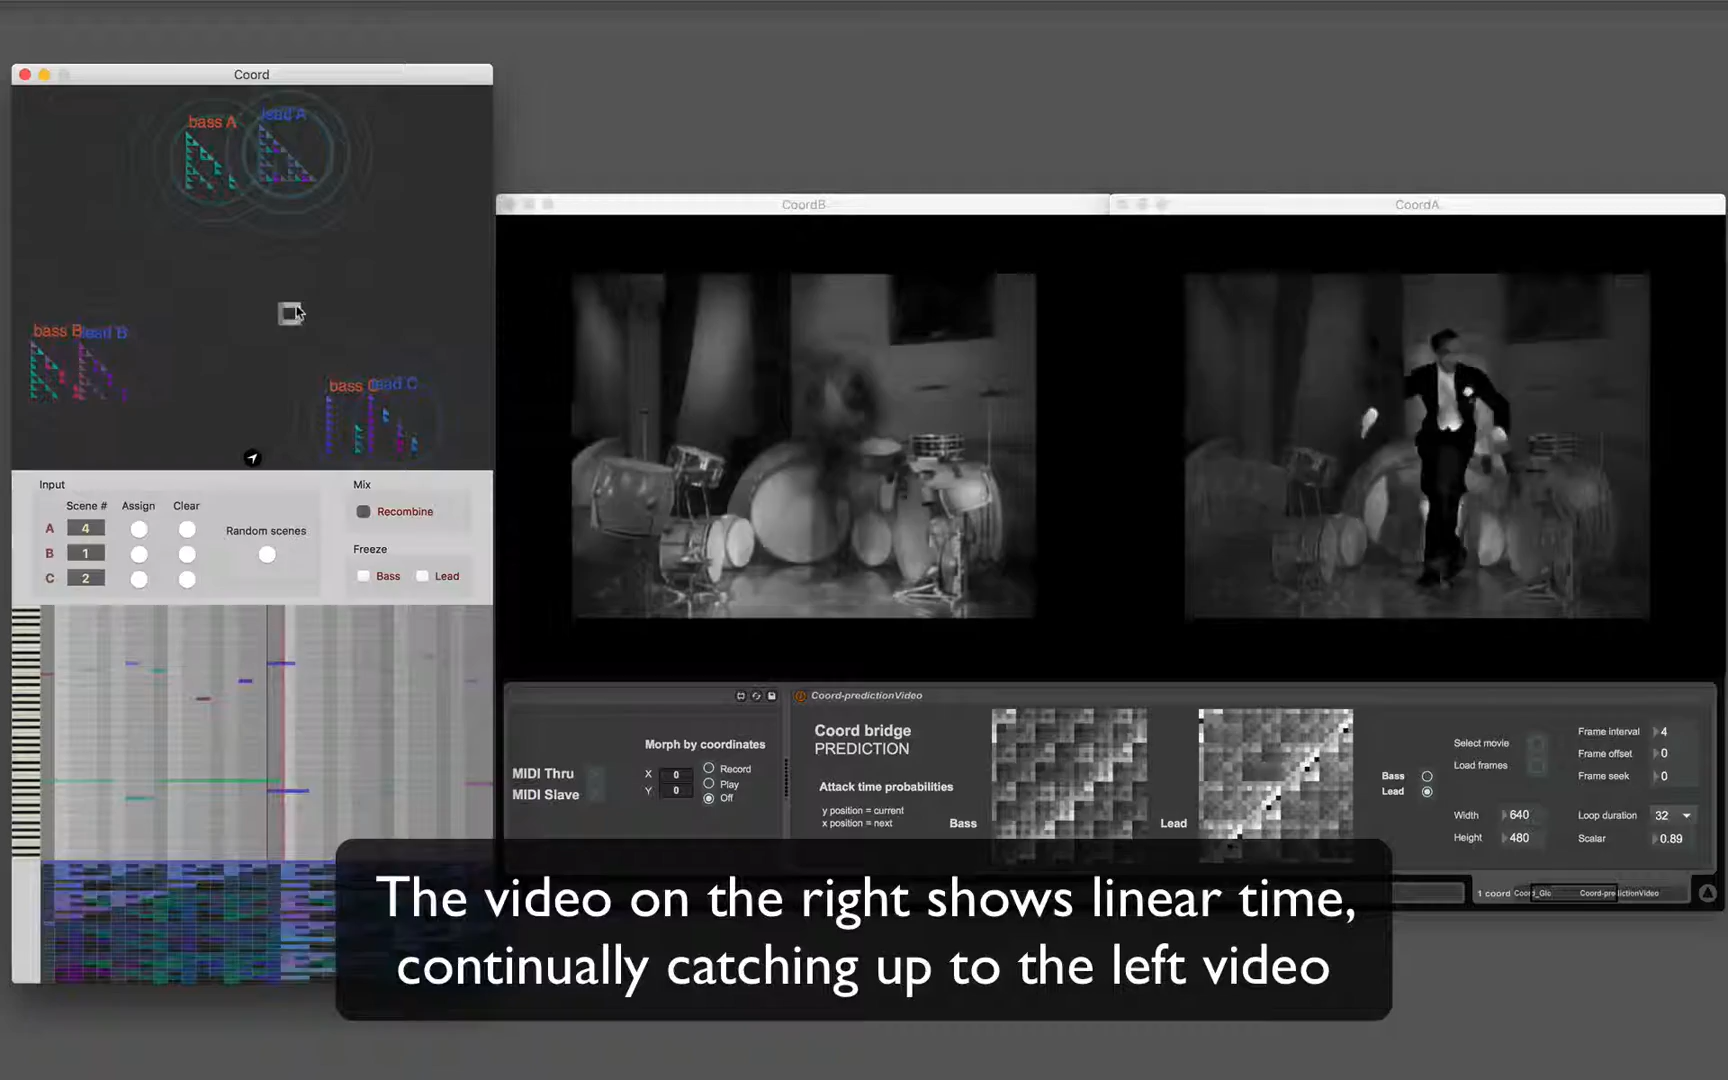 Coord
bass A
lead A
bass B
lead B
bass C
lead C
Input
Scene #
Assign
Clear
A
4
B
1
C
2
Random scenes
Mix
Recombine
Freeze
Bass
Lead
CoordB
CoordA
Coord-predictionVideo
MIDI Thru
MIDI Slave
Morph by coordinates
X
0
Y
0
Record
Play
Off
Coord bridge
PREDICTION
Attack time probabilities
y position = current
x position = next
Bass
Lead
Bass
Lead
Select movie
Load frames
Width
640
Height
480
Frame interval
4
Frame offset
0
Frame seek
0
Loop duration
32
Scalar
0.89
1 coord
Coord-predictionVideo
The video on the right shows linear time,
continually catching up to the left video